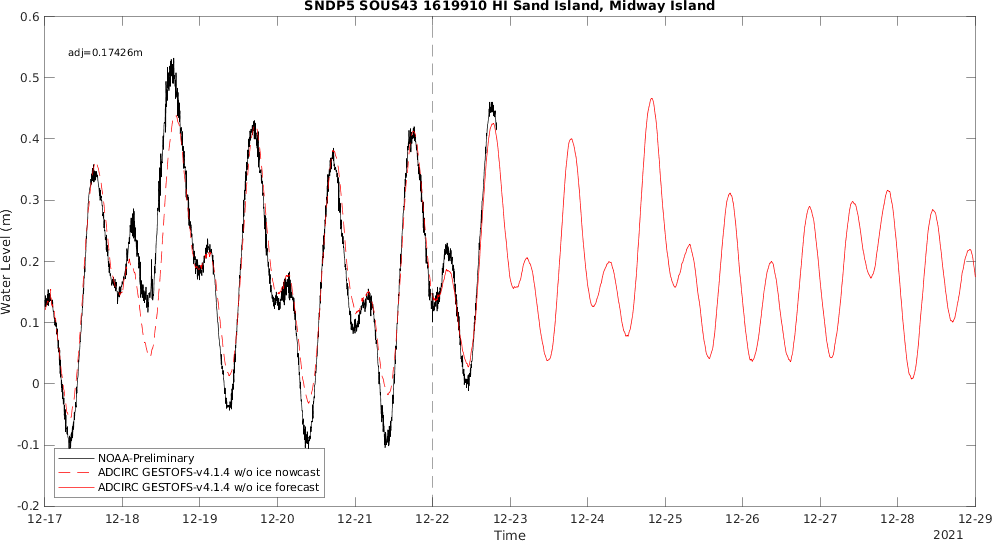 SNDP5 SOUS43 1619910 HI Sand Island, Midway Island
0.6
adj=0.17426m
0.5
0.4
0.3
0.2
0.1
0
-0.1
-0.2
Water Level (m)
NOAA-Preliminary
ADCIRC GESTOFS-v4.1.4 w/o ice nowcast
ADCIRC GESTOFS-v4.1.4 w/o ice forecast
12-17 12-18 12-19 12-20 12-21 12-22 12-23 12-24 12-25 12-26 12-27 12-28 12-29
Time
2021